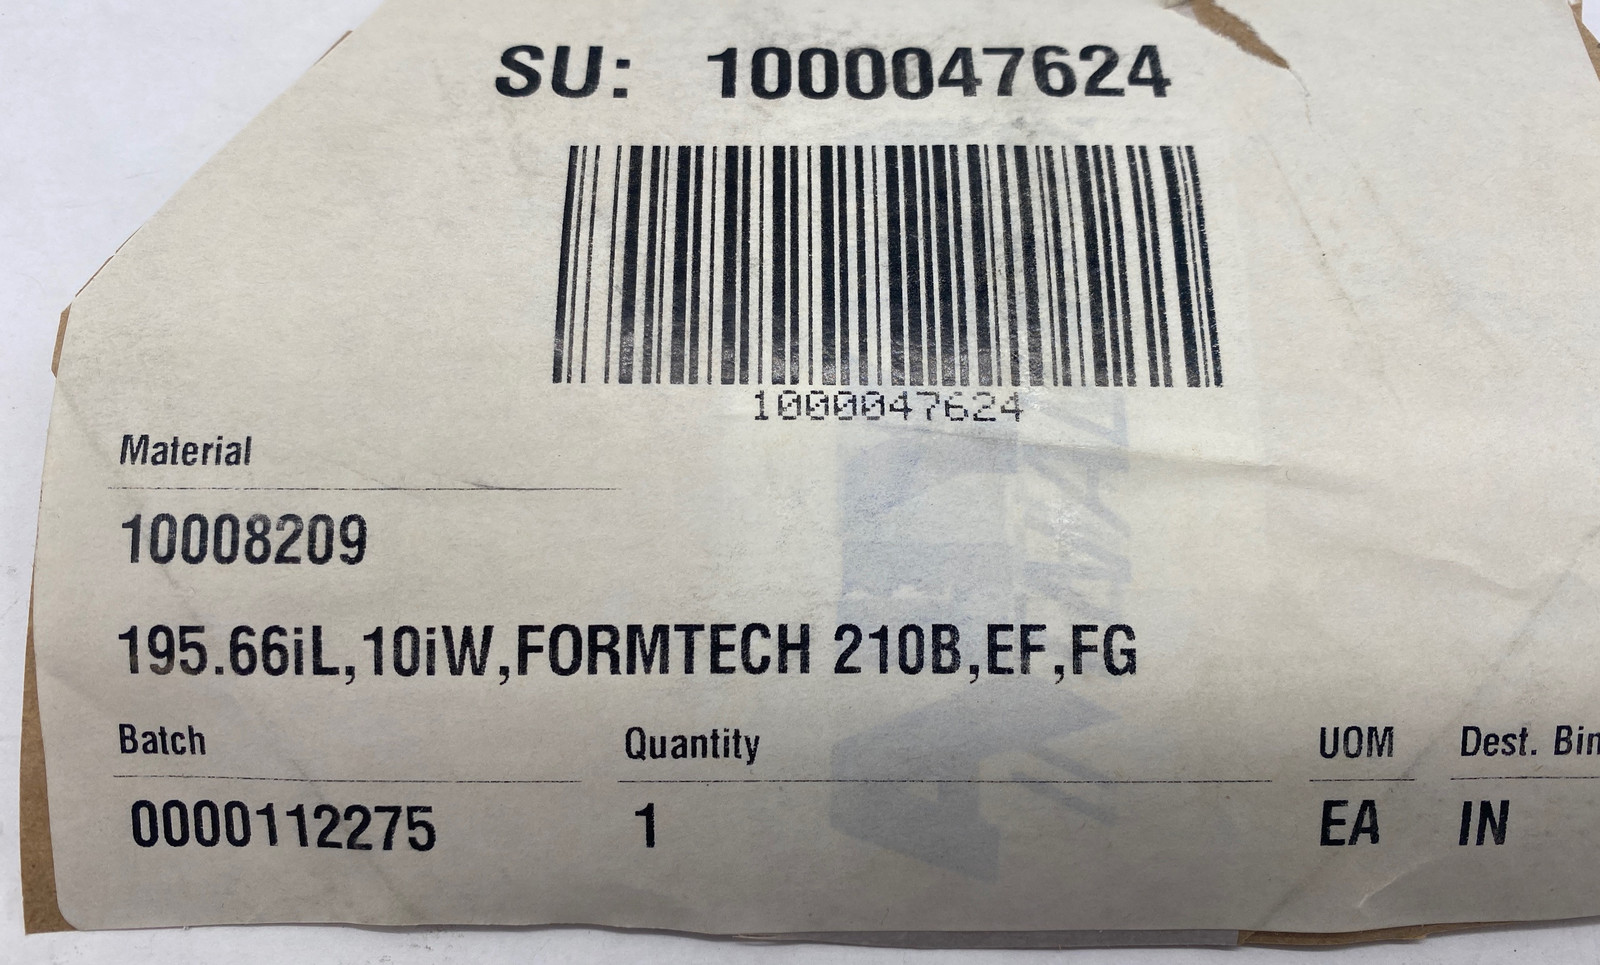 SU: 1000047624
1000047624
Material
10008209
195.66iL,10iW,FORMTECH 210B,EF,FG
Batch Quantity UOM Dest. Bin
0000112275 1 EA IN